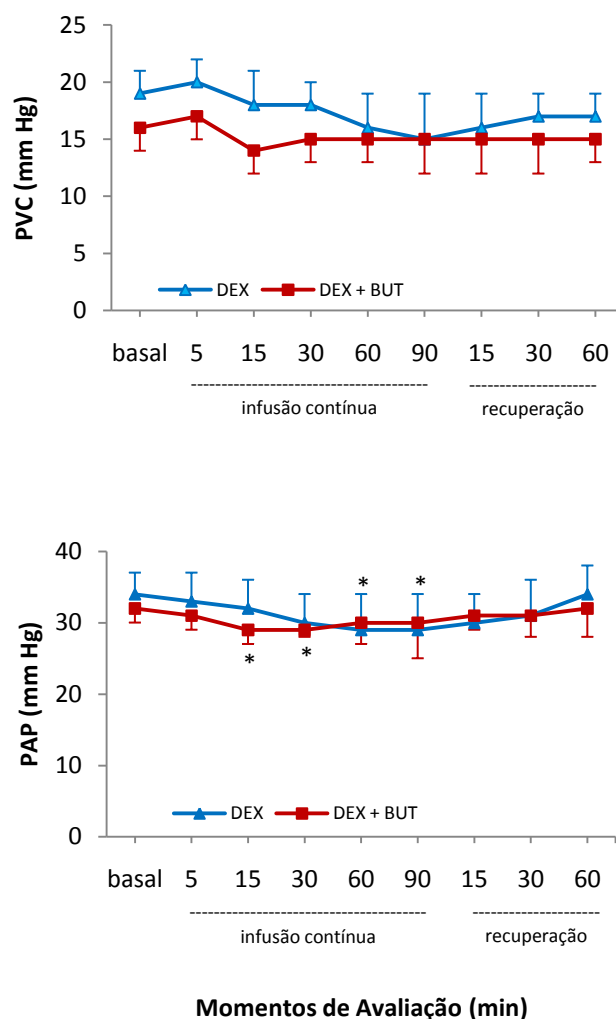 25
20
15
10
5
0
PVC (mm Hg)
DEX DEX + BUT
basal 5 15 30 60 90 15 30 60
infusão contínua recuperação
40
30
20
10
0
PAP (mm Hg)
* *
* *
DEX DEX + BUT
basal 5 15 30 60 90 15 30 60
infusão contínua recuperação
Momentos de Avaliação (min)